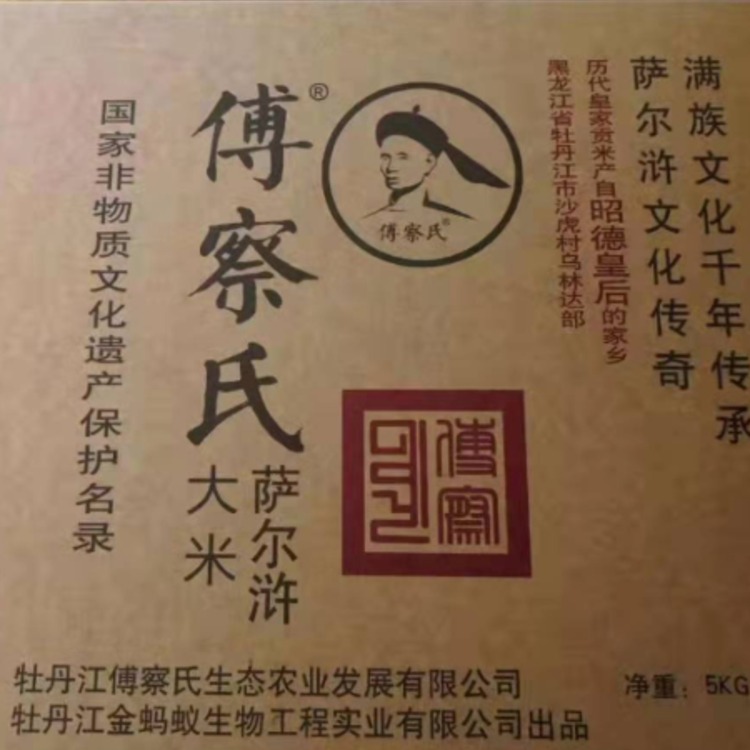 满族文化千年传承
萨尔浒文化传奇
历代皇家贡米产自昭德皇后的家乡
黑龙江省牡丹江市沙虎村乌林达部
傅察氏®
傅察氏®
萨尔浒
大米
国家非物质文化遗产保护名录
傅察
氏
牡丹江傅察氏生态农业发展有限公司
净重：5KG
牡丹江金蚂蚁生物工程实业有限公司出品